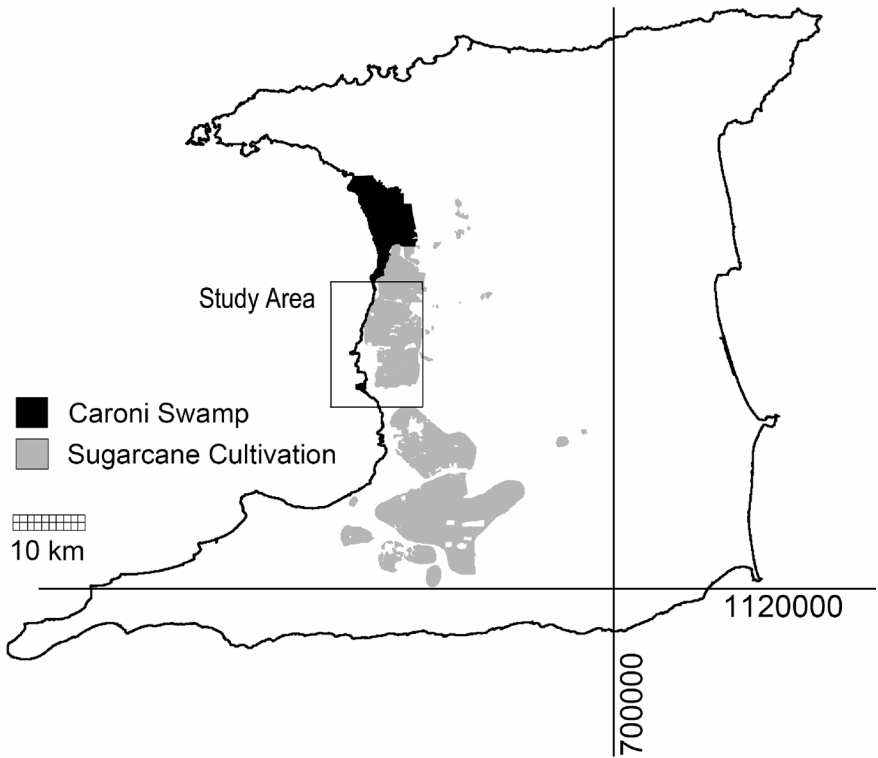 Study Area
Caroni Swamp
Sugarcane Cultivation
10 km
1120000
700000